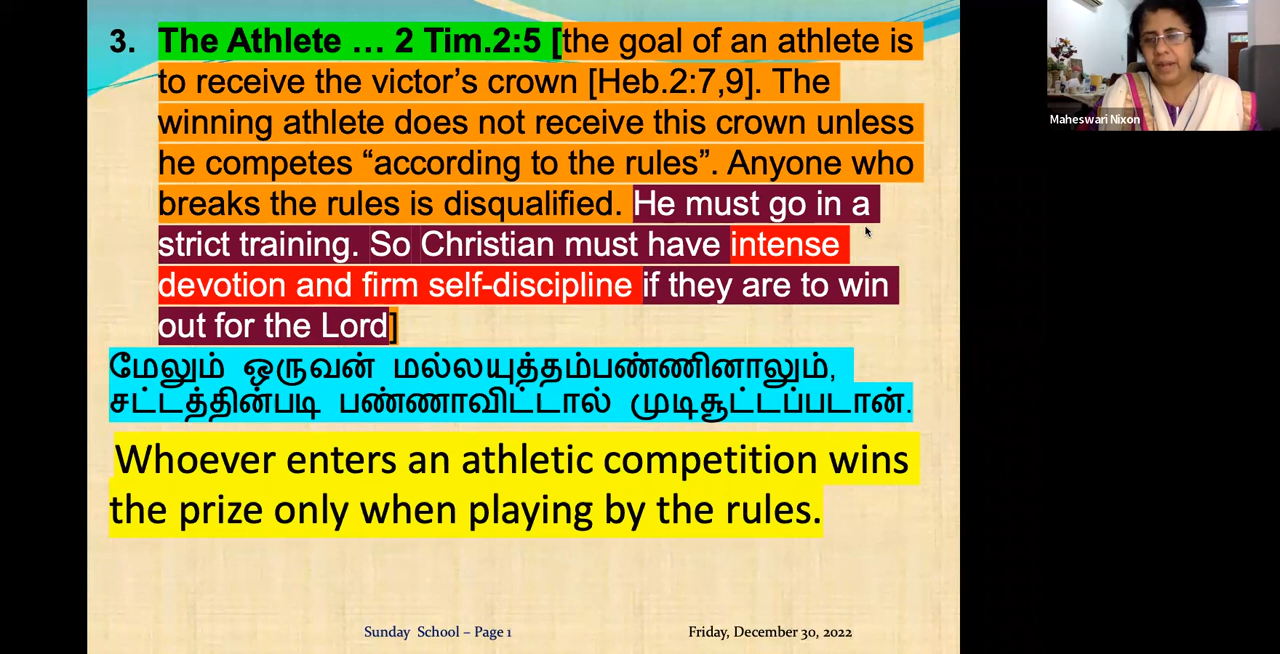 3. The Athlete … 2 Tim.2:5 [the goal of an athlete is
to receive the victor’s crown [Heb.2:7,9]. The
winning athlete does not receive this crown unless
he competes “according to the rules”. Anyone who
breaks the rules is disqualified. He must go in a
strict training. So Christian must have intense
devotion and firm self-discipline if they are to win
out for the Lord]
மேலும் ஒருவன் மல்லயுத்தம்பண்ணினாலும்,
சட்டத்தின்படி பண்ணாவிட்டால் முடிசூட்டப்படான்.
Whoever enters an athletic competition wins
the prize only when playing by the rules.
Sunday School – Page 1
Friday, December 30, 2022
Maheswari Nixon